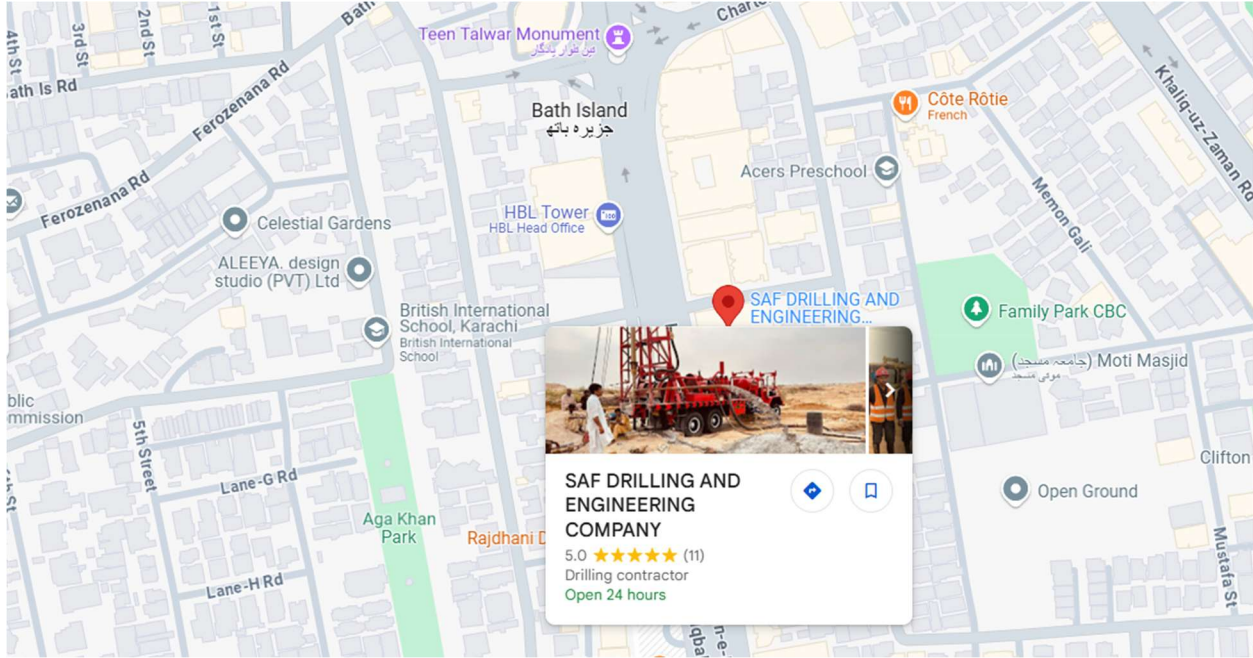 4th St
3rd St
2nd St
1st St
Bath
Teen Talwar Monument
تین تلوار یادگار
Charte
ath Is Rd
Ferozenana Rd
Bath Island
جزیرہ باتھ
Côte Rôtie
French
Khaliq-uz-Zaman Rd
Acers Preschool
Ferozenana Rd
Memon Gali
HBL Tower
HBL Head Office
Celestial Gardens
ALEEYA. design
studio (PVT) Ltd
SAF DRILLING AND
ENGINEERING...
British International
School, Karachi
British International
School
Family Park CBC
(جامعہ مسجد) Moti Masjid
موتی مسجد
blic
mmission
5th Street
Clifton
Lane-G Rd
SAF DRILLING AND
ENGINEERING
COMPANY
Open Ground
Aga Khan
Park
Rajdhani D
5.0 ★★★★★ (11)
Drilling contractor
Open 24 hours
Lane-H Rd
Mustafa St